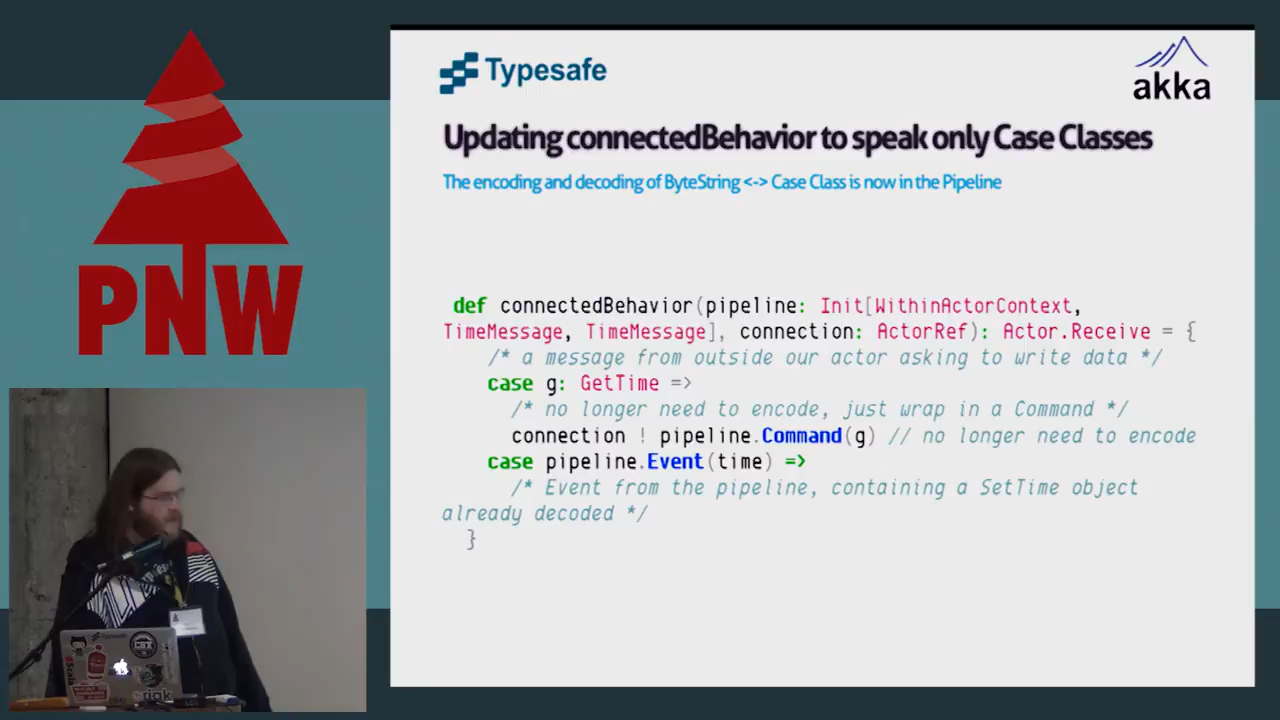 PNW
Typesafe
akka
Updating connectedBehavior to speak only Case Classes
The encoding and decoding of ByteString <-> Case Class is now in the Pipeline
def connectedBehavior(pipeline: Init[WithinActorContext,
TimeMessage, TimeMessage], connection: ActorRef): Actor.Receive = {
/* a message from outside our actor asking to write data */
case g: GetTime =>
/* no longer need to encode, just wrap in a Command */
connection ! pipeline.Command(g) // no longer need to encode
case pipeline.Event(time) =>
/* Event from the pipeline, containing a SetTime object
already decoded */
}
Typesafe
riak